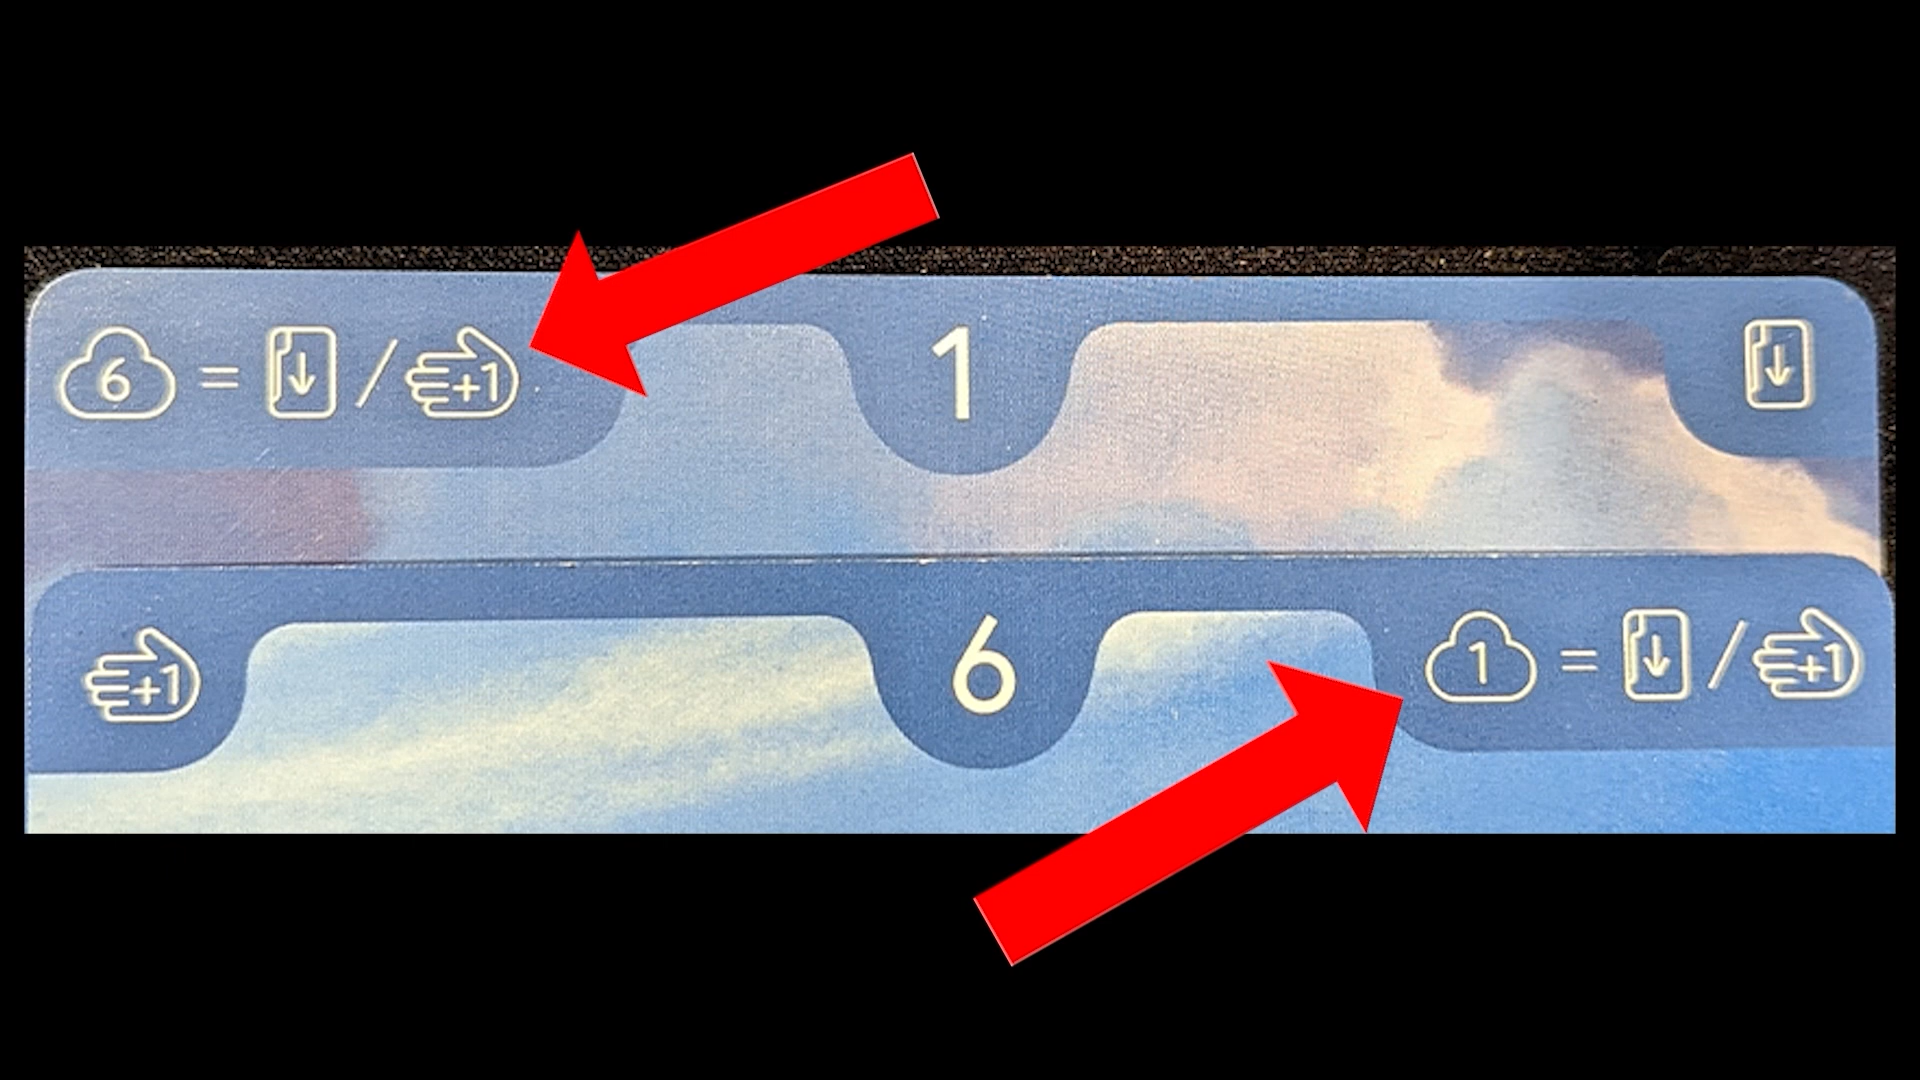 6 = / +1 1
+1 6 1 = / +1